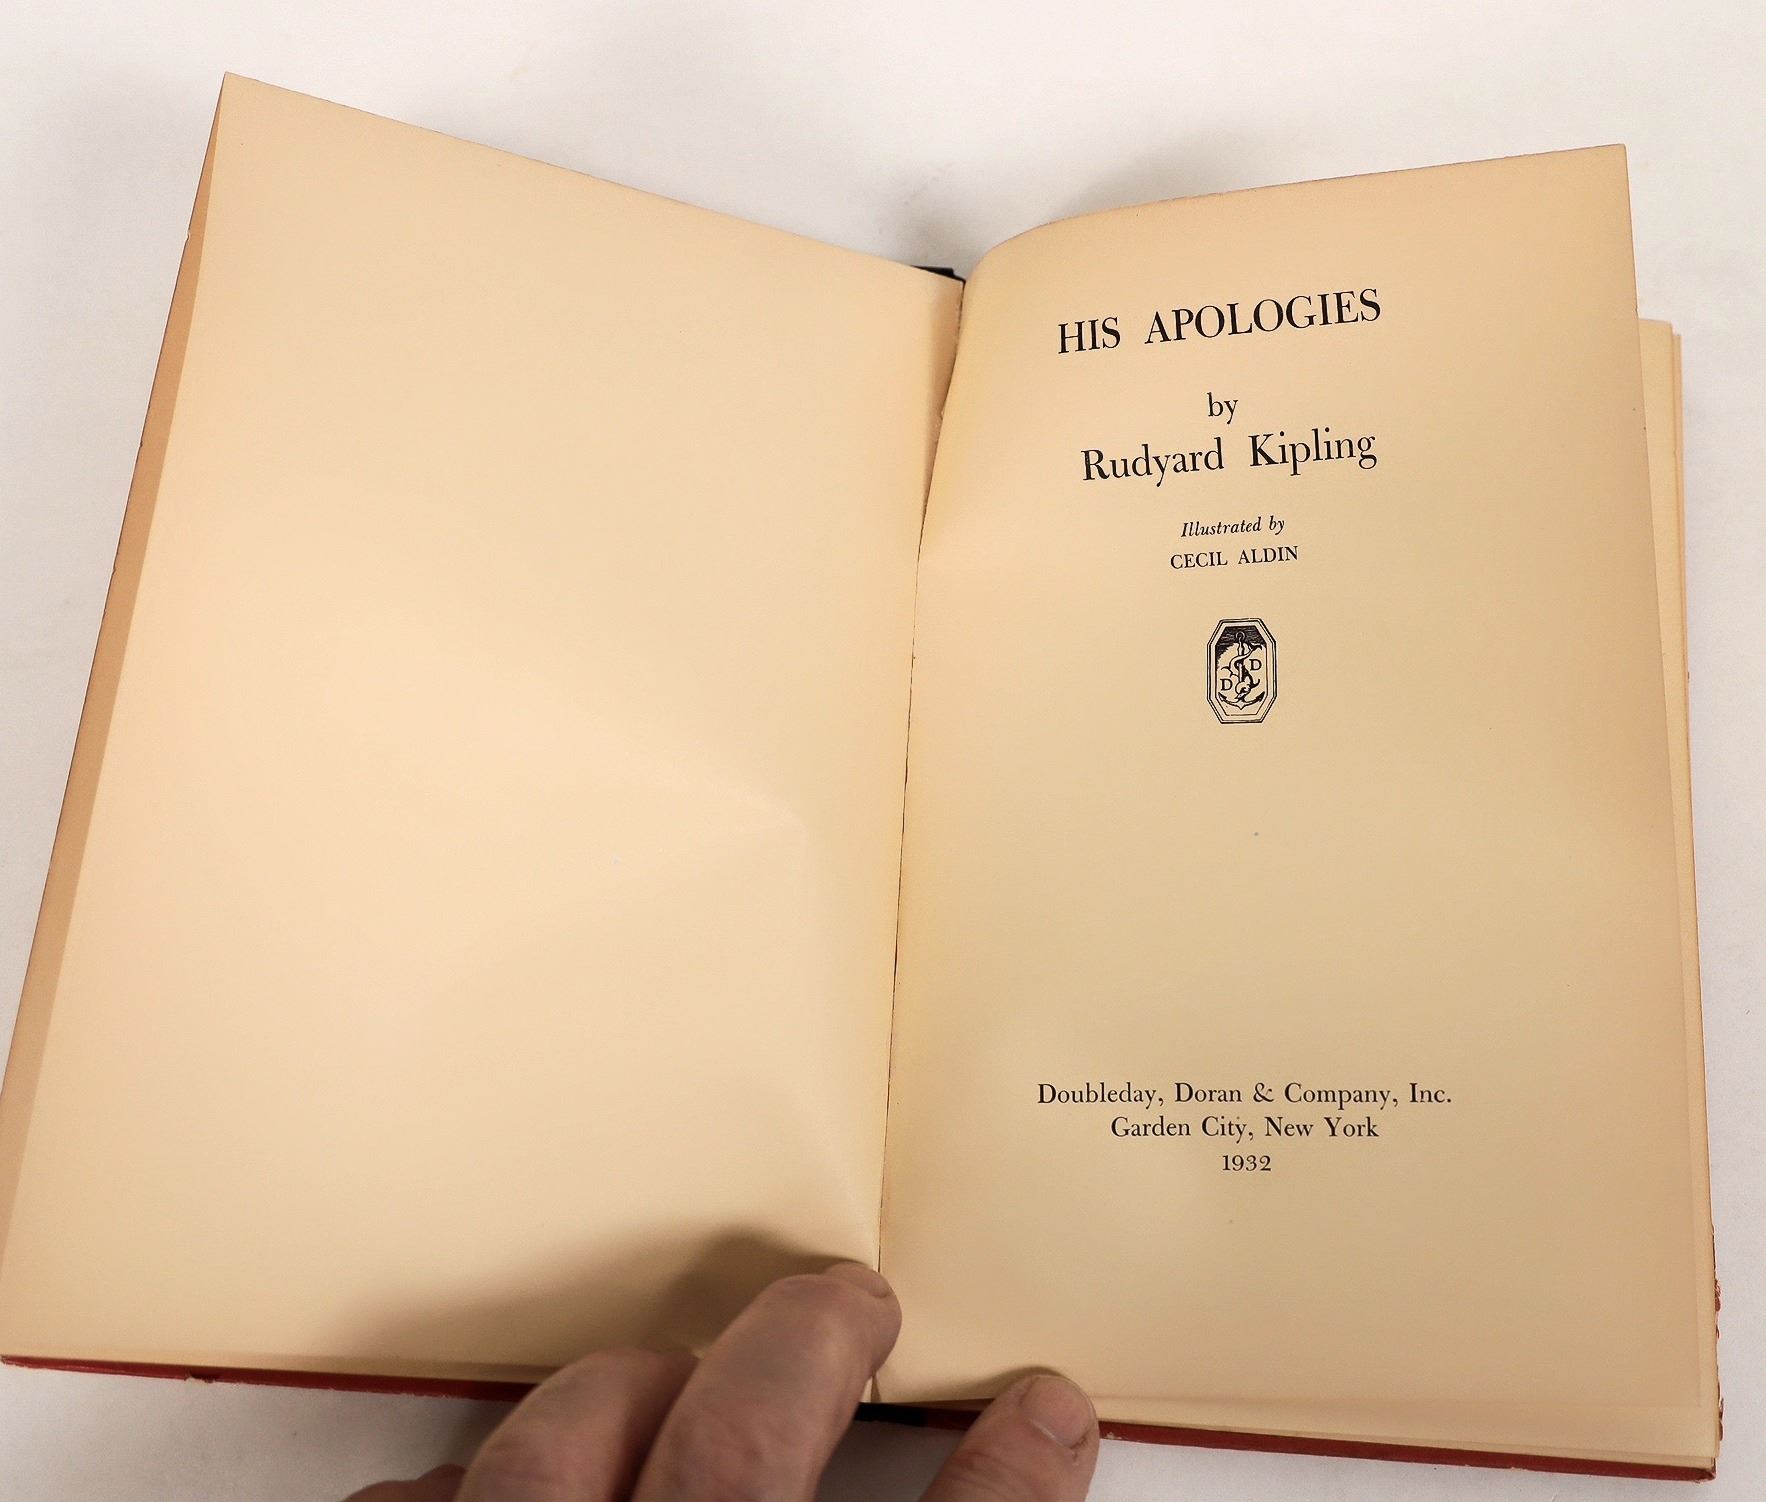 HIS APOLOGIES
by
Rudyard Kipling
Illustrated by
CECIL ALDIN
D D
Doubleday, Doran & Company, Inc.
Garden City, New York
1932